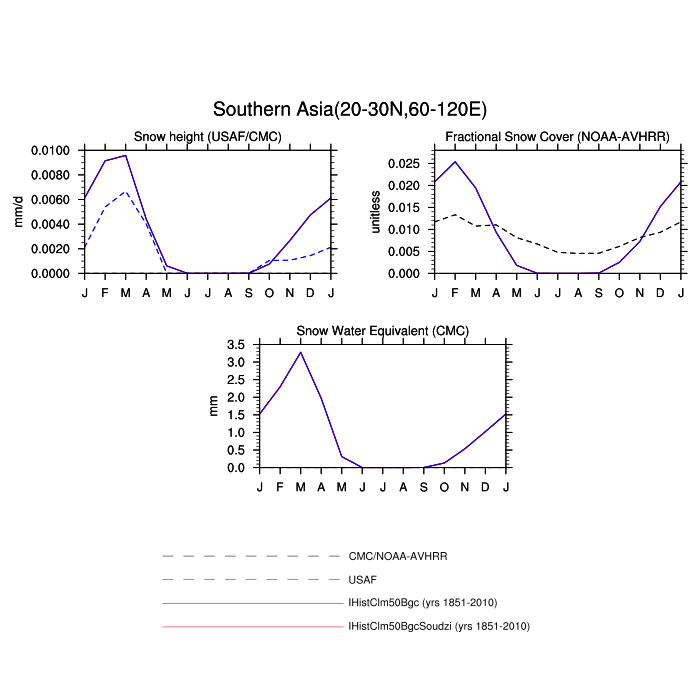 Southern Asia(20-30N,60-120E)
Snow height (USAF/CMC)
mm/d
0.0100
0.0080
0.0060
0.0040
0.0020
0.0000
J F M A M J J A S O N D J
Fractional Snow Cover (NOAA-AVHRR)
unitless
0.025
0.020
0.015
0.010
0.005
0.000
J F M A M J J A S O N D J
Snow Water Equivalent (CMC)
mm
3.5
3.0
2.5
2.0
1.5
1.0
0.5
0.0
J F M A M J J A S O N D J
CMC/NOAA-AVHRR
USAF
IHistClm50Bgc (yrs 1851-2010)
IHistClm50BgcSoudzi (yrs 1851-2010)